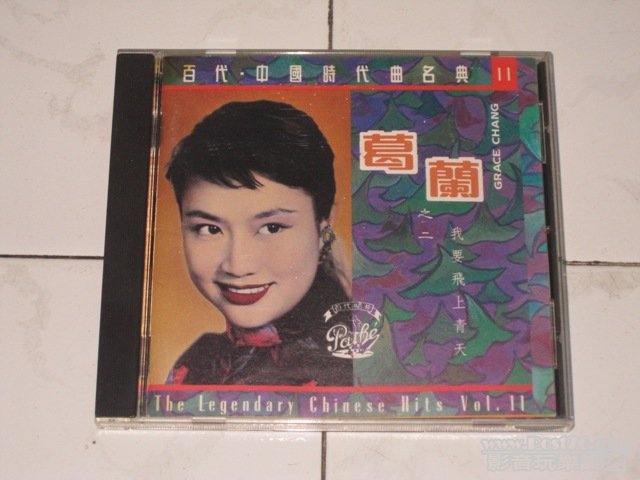 百代·中國時代曲名典 11
GRACE CHANG
葛蘭
之二
我要飛上青天
百代唱片
Pathé
The Legendary Chinese Hits Vol. 11